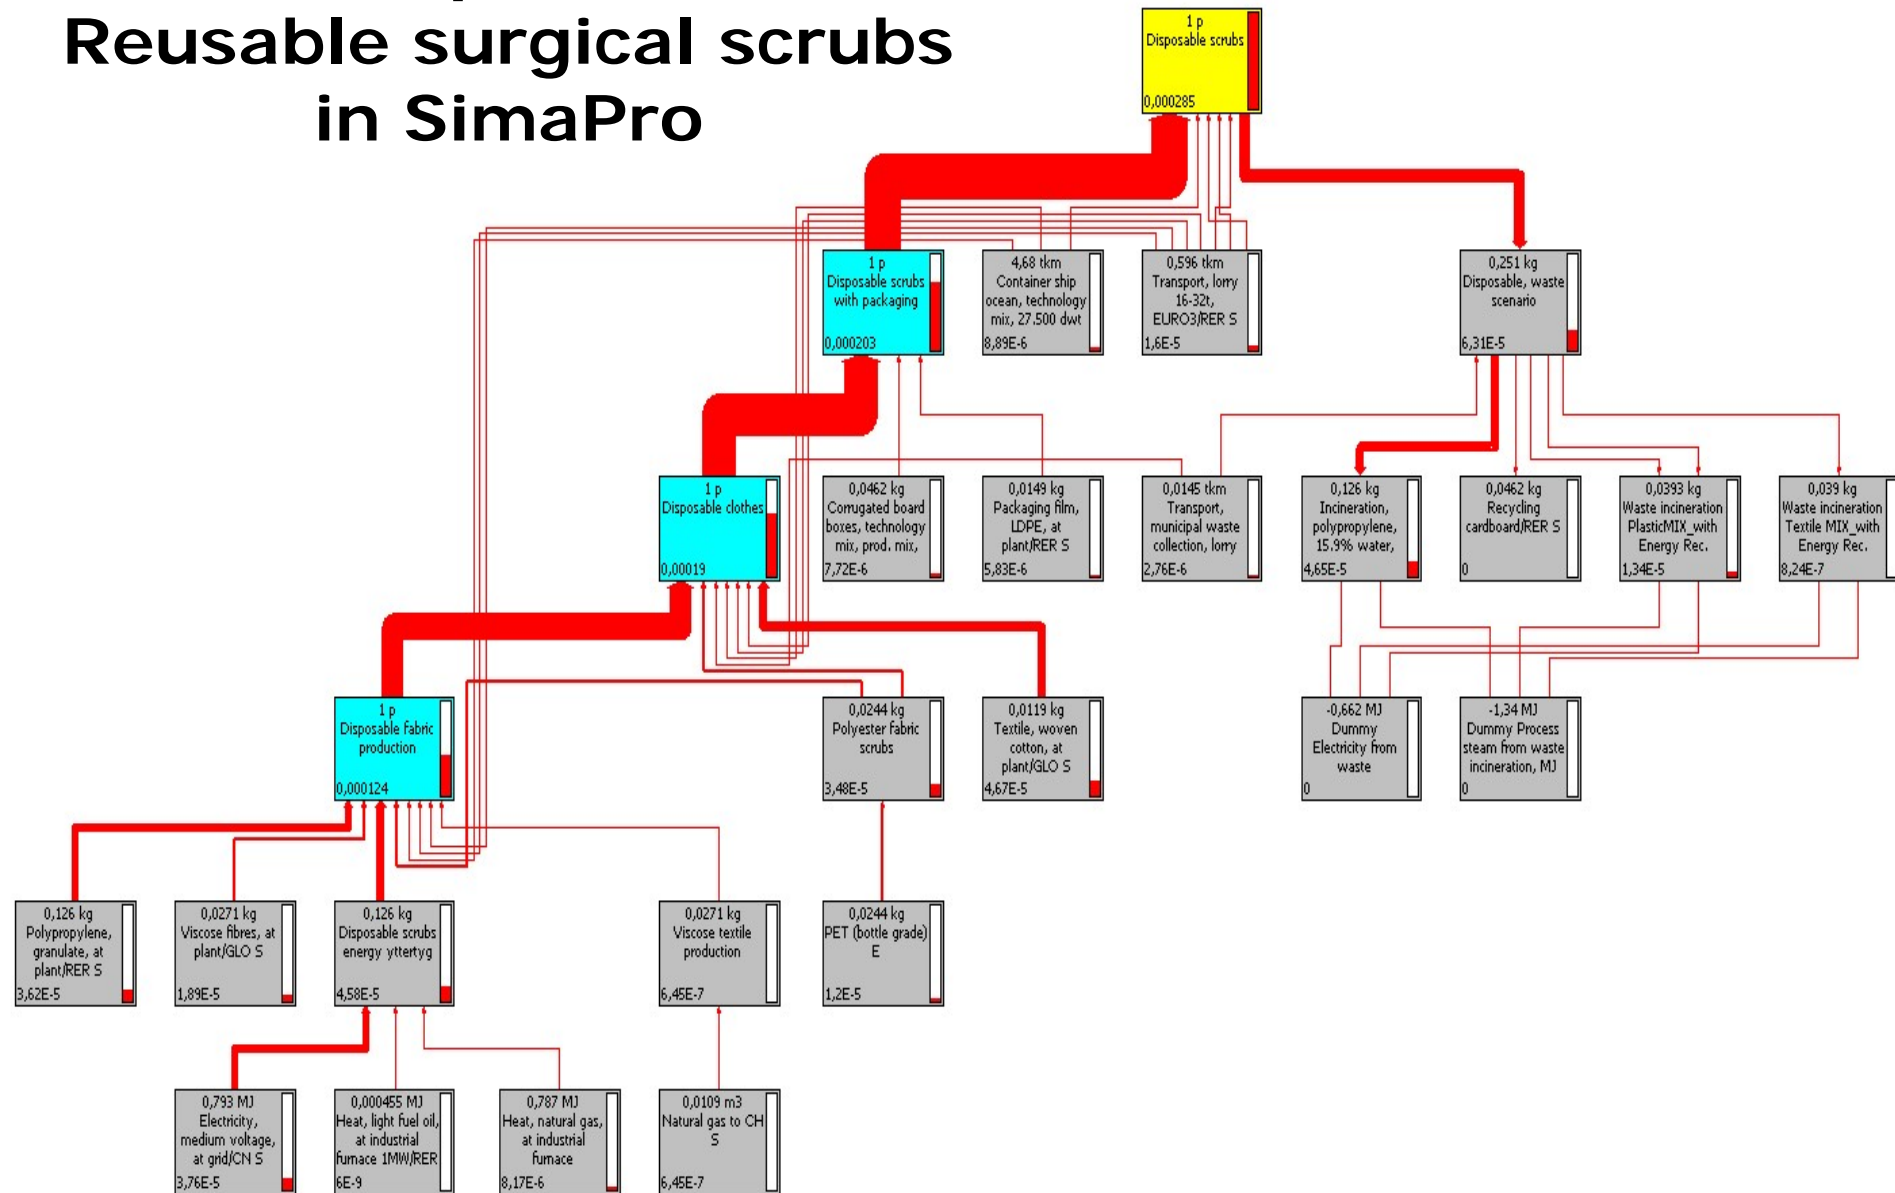 Reusable surgical scrubs
in SimaPro
1 p
Disposable scrubs
0,000285
1 p
Disposable scrubs
with packaging
0,000203
4,68 tkm
Container ship
ocean, technology
mix, 27.500 dwt
8,89E-6
0,596 tkm
Transport, lorry
16-32t,
EURO3/RER S
1,6E-5
0,251 kg
Disposable, waste
scenario
6,31E-5
1 p
Disposable clothes
0,00019
0,0462 kg
Corrugated board
boxes, technology
mix, prod. mix,
7,72E-6
0,0149 kg
Packaging film,
LDPE, at
plant/RER S
5,83E-6
0,0145 tkm
Transport,
municipal waste
collection, lorry
2,76E-6
0,126 kg
Incineration,
polypropylene,
15.9% water,
4,65E-5
0,0462 kg
Recycling
cardboard/RER S
0
0,0393 kg
Waste incineration
PlasticMIX_with
Energy Rec.
1,34E-5
0,039 kg
Waste incineration
Textile MIX_with
Energy Rec.
8,24E-7
1 p
Disposable fabric
production
0,000124
0,0244 kg
Polyester fabric
scrubs
3,48E-5
0,0119 kg
Textile, woven
cotton, at
plant/GLO S
4,67E-5
-0,662 MJ
Dummy
Electricity from
waste
0
-1,34 MJ
Dummy Process
steam from waste
incineration, MJ
0
0,126 kg
Polypropylene,
granulate, at
plant/RER S
3,62E-5
0,0271 kg
Viscose fibres, at
plant/GLO S
1,89E-5
0,126 kg
Disposable scrubs
energy yttertyg
4,58E-5
0,0271 kg
Viscose textile
production
6,45E-7
0,0244 kg
PET (bottle grade)
E
1,2E-5
0,793 MJ
Electricity,
medium voltage,
at grid/CN S
3,76E-5
0,000455 MJ
Heat, light fuel oil,
at industrial
furnace 1MW/RER
6E-9
0,787 MJ
Heat, natural gas,
at industrial
furnace
8,17E-6
0,0109 m3
Natural gas to CH
S
6,45E-7